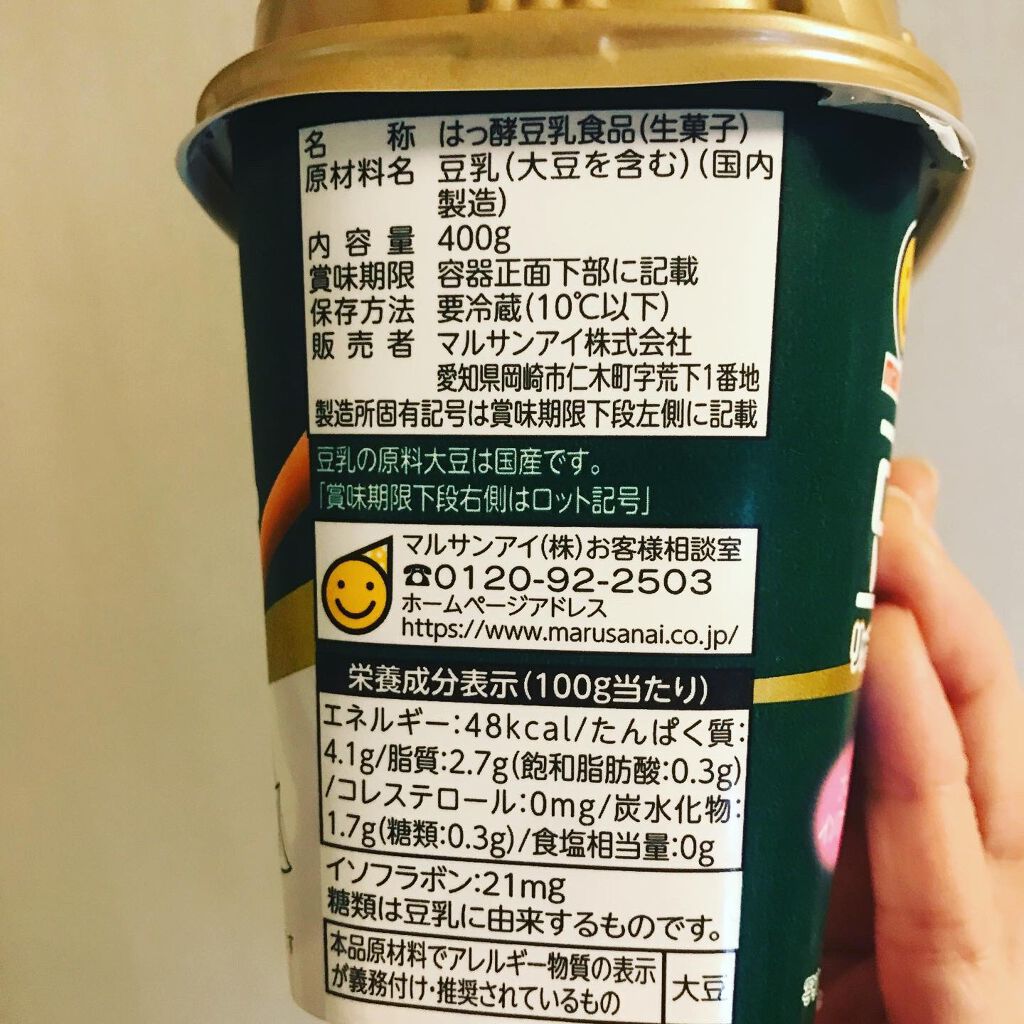 名称 はっ酵豆乳食品(生菓子)
原材料名 豆乳(大豆を含む)(国内
製造)
内容量 400g
賞味期限 容器正面下部に記載
保存方法 要冷蔵(10℃以下)
販売者 マルサンアイ株式会社
愛知県岡崎市仁木町字荒下1番地
製造所固有記号は賞味期限下段左側に記載
豆乳の原料大豆は国産です。
「賞味期限下段右側はロット記号」
マルサンアイ(株)お客様相談室
☎0120-92-2503
ホームページアドレス
https://www.marusanai.co.jp/
栄養成分表示(100g当たり)
エネルギー:48kcal/たんぱく質:
4.1g/脂質:2.7g(飽和脂肪酸:0.3g)
/コレステロール:0mg/炭水化物:
1.7g(糖類:0.3g)/食塩相当量:0g
イソフラボン:21mg
糖類は豆乳に由来するものです。
本品原材料でアレルギー物質の表示
が義務付け・推奨されているもの
大豆